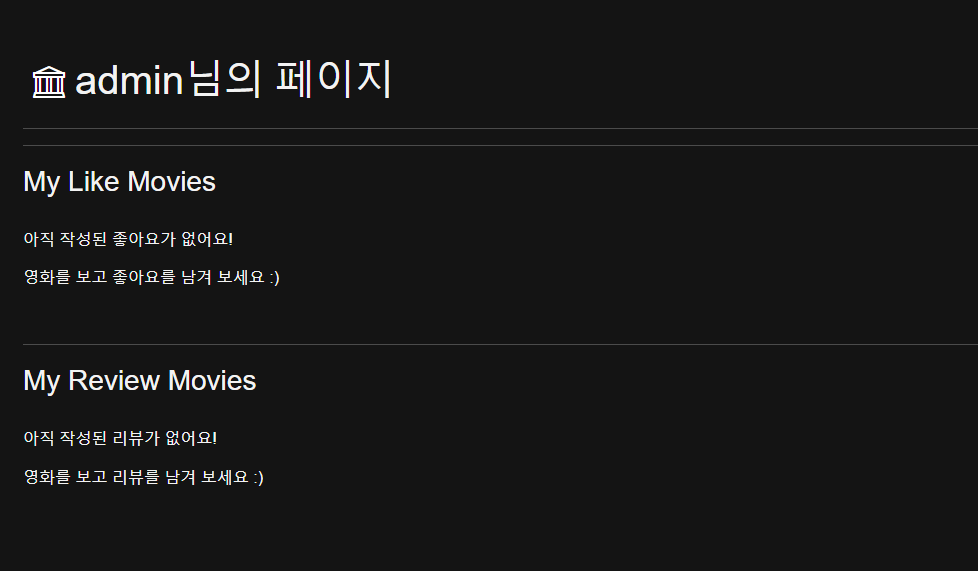 admin님의 페이지
My Like Movies
아직 작성된 좋아요가 없어요!
영화를 보고 좋아요를 남겨 보세요 :)
My Review Movies
아직 작성된 리뷰가 없어요!
영화를 보고 리뷰를 남겨 보세요 :)